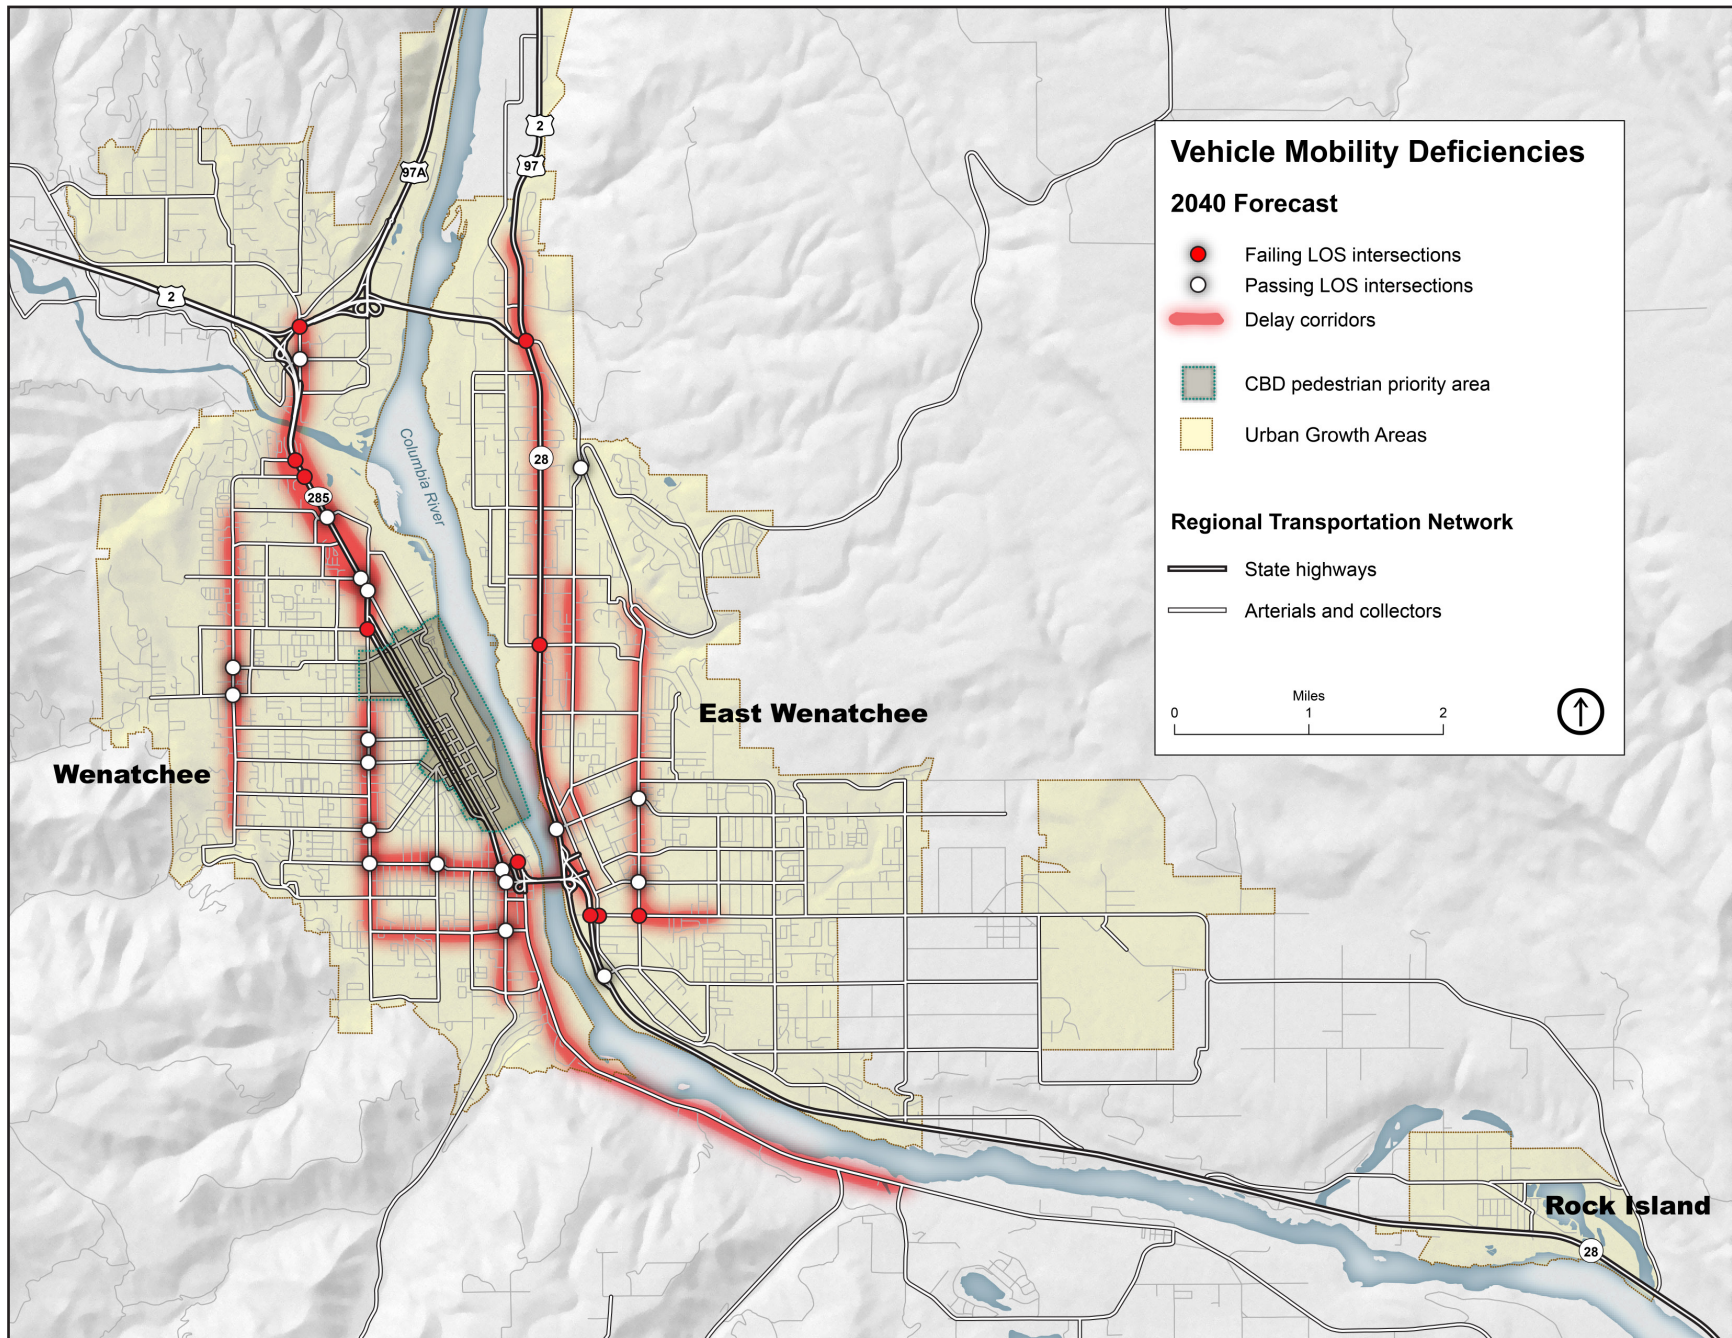 2
97
97A
2
28
285
Columbia River
East Wenatchee
Wenatchee
Rock Island
28
Vehicle Mobility Deficiencies
2040 Forecast
Failing LOS intersections
Passing LOS intersections
Delay corridors
CBD pedestrian priority area
Urban Growth Areas
Regional Transportation Network
State highways
Arterials and collectors
Miles
0 1 2